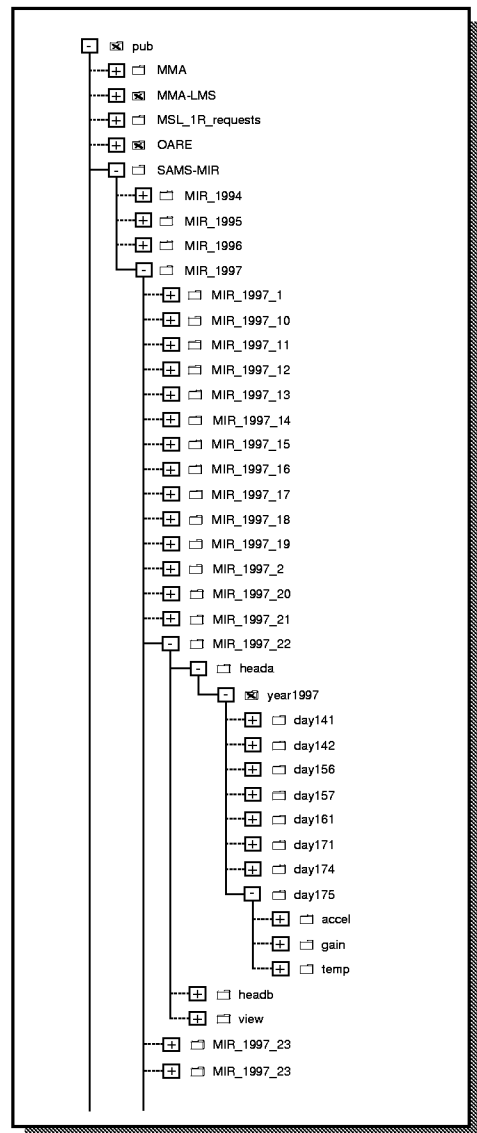 pub
MMA
MMA-LMS
MSL_1R_requests
OARE
SAMS-MIR
MIR_1994
MIR_1995
MIR_1996
MIR_1997
MIR_1997_1
MIR_1997_10
MIR_1997_11
MIR_1997_12
MIR_1997_13
MIR_1997_14
MIR_1997_15
MIR_1997_16
MIR_1997_17
MIR_1997_18
MIR_1997_19
MIR_1997_2
MIR_1997_20
MIR_1997_21
MIR_1997_22
heada
year1997
day141
day142
day156
day157
day161
day171
day174
day175
accel
gain
temp
headb
view
MIR_1997_23
MIR_1997_23